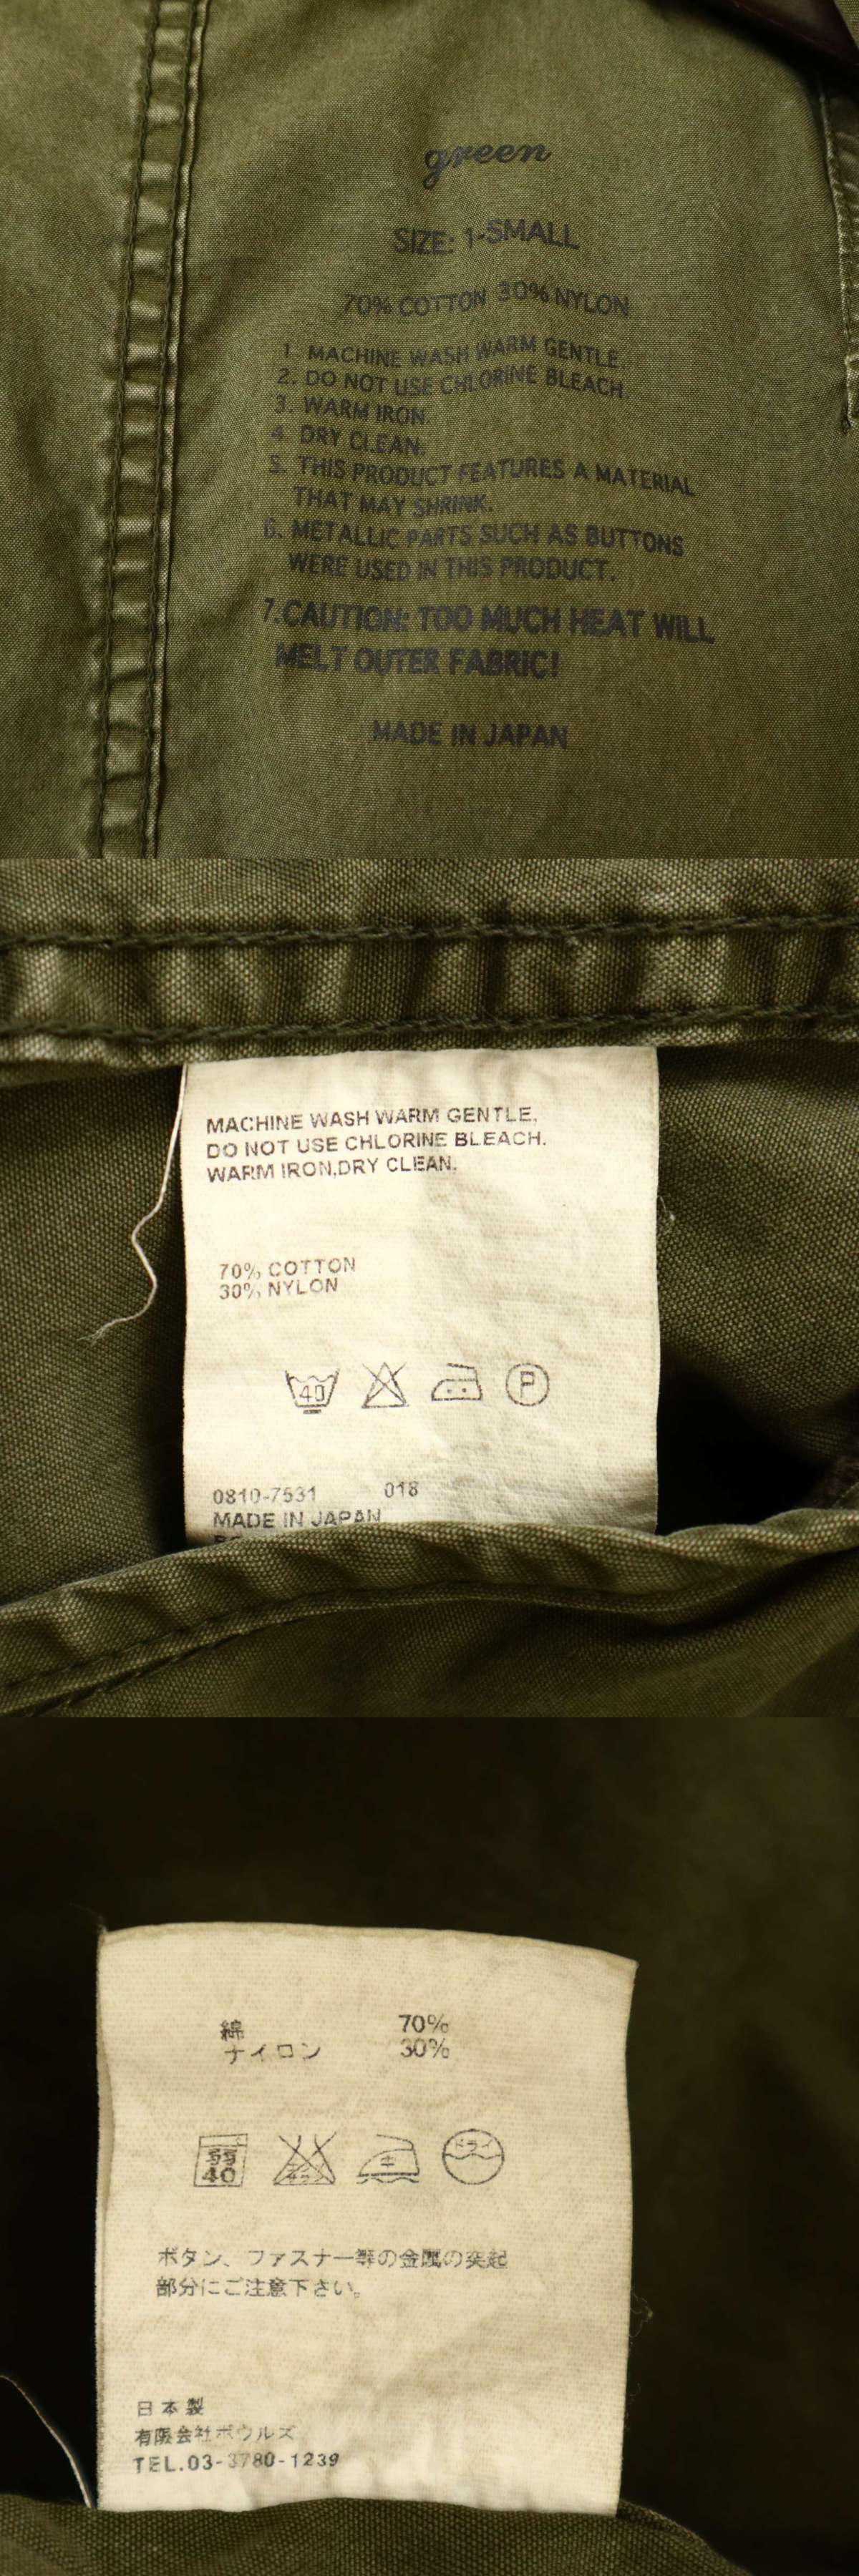 green
SIZE: 1-SMALL
70% COTTON 30% NYLON
1. MACHINE WASH WARM GENTLE.
2. DO NOT USE CHLORINE BLEACH.
3. WARM IRON.
4. DRY CLEAN.
5. THIS PRODUCT FEATURES A MATERIAL
THAT MAY SHRINK.
6. METALLIC PARTS SUCH AS BUTTONS
WERE USED IN THIS PRODUCT.
7. CAUTION: TOO MUCH HEAT WILL
MELT OUTER FABRIC!
MADE IN JAPAN
MACHINE WASH WARM GENTLE.
DO NOT USE CHLORINE BLEACH.
WARM IRON,DRY CLEAN.
70% COTTON
30% NYLON
40 P
0810-7531 018
MADE IN JAPAN
綿 70%
ナイロン 30%
弱 40 中 ドライ
ボタン、ファスナー等の金属の突起
部分にご注意下さい。
日本製
有限会社ボウルズ
TEL.03-3780-1239